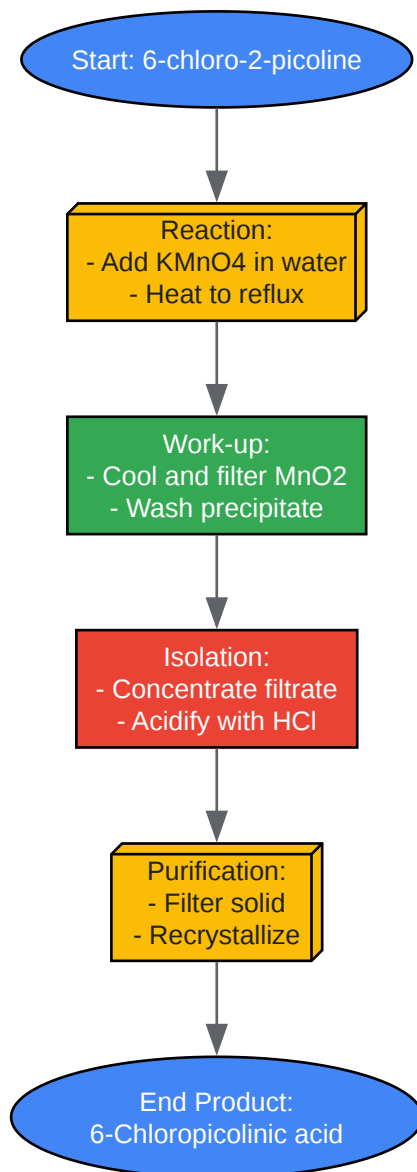 Start: 6-chloro-2-picoline
Reaction:
- Add KMnO4 in water
- Heat to reflux
Work-up:
- Cool and filter MnO2
- Wash precipitate
Isolation:
- Concentrate filtrate
- Acidify with HCl
Purification:
- Filter solid
- Recrystallize
End Product:
6-Chloropicolinic acid